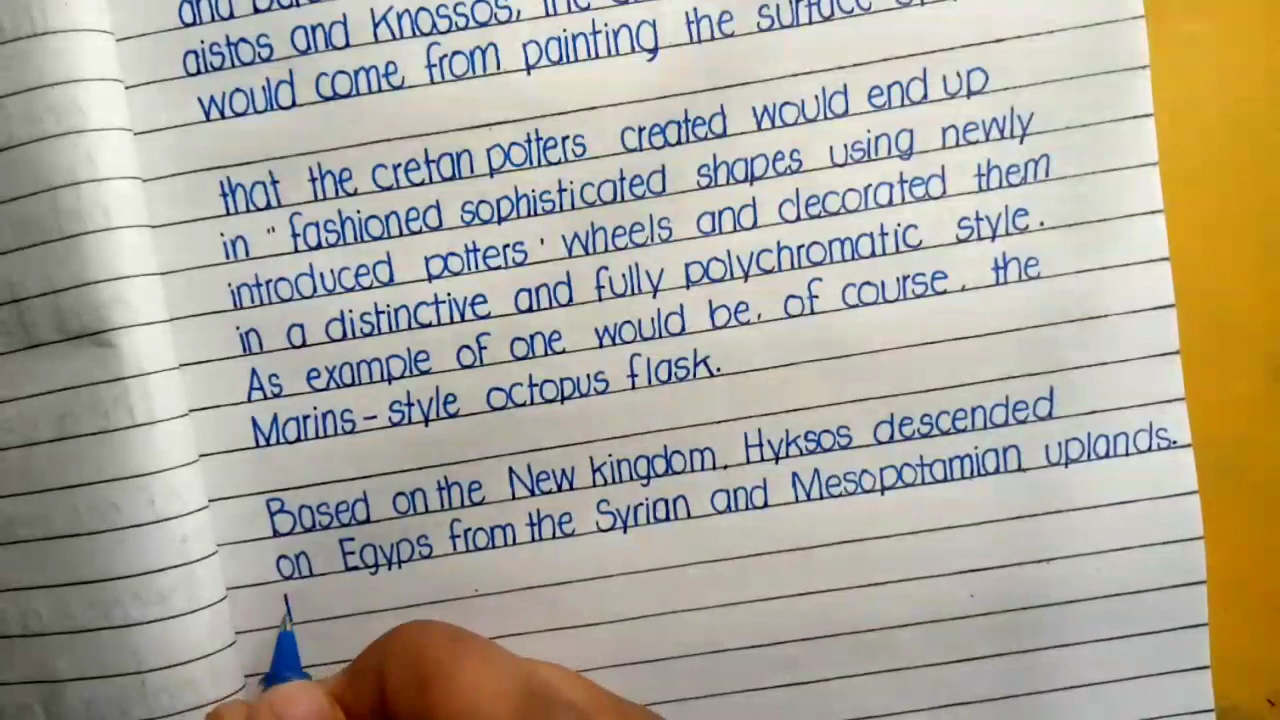 and
aistos and Knossos, the
would come from painting the surface
that the cretan potters created would end up
in " fashioned sophisticated shapes using newly
introduced potters ' wheels and decorated them
in a distinctive and fully polychromatic style.
As example of one would be, of course, the
Marins - style octopus flask.
Based on the New kingdom, Hyksos descended
on Egyps from the Syrian and Mesopotamian uplands.